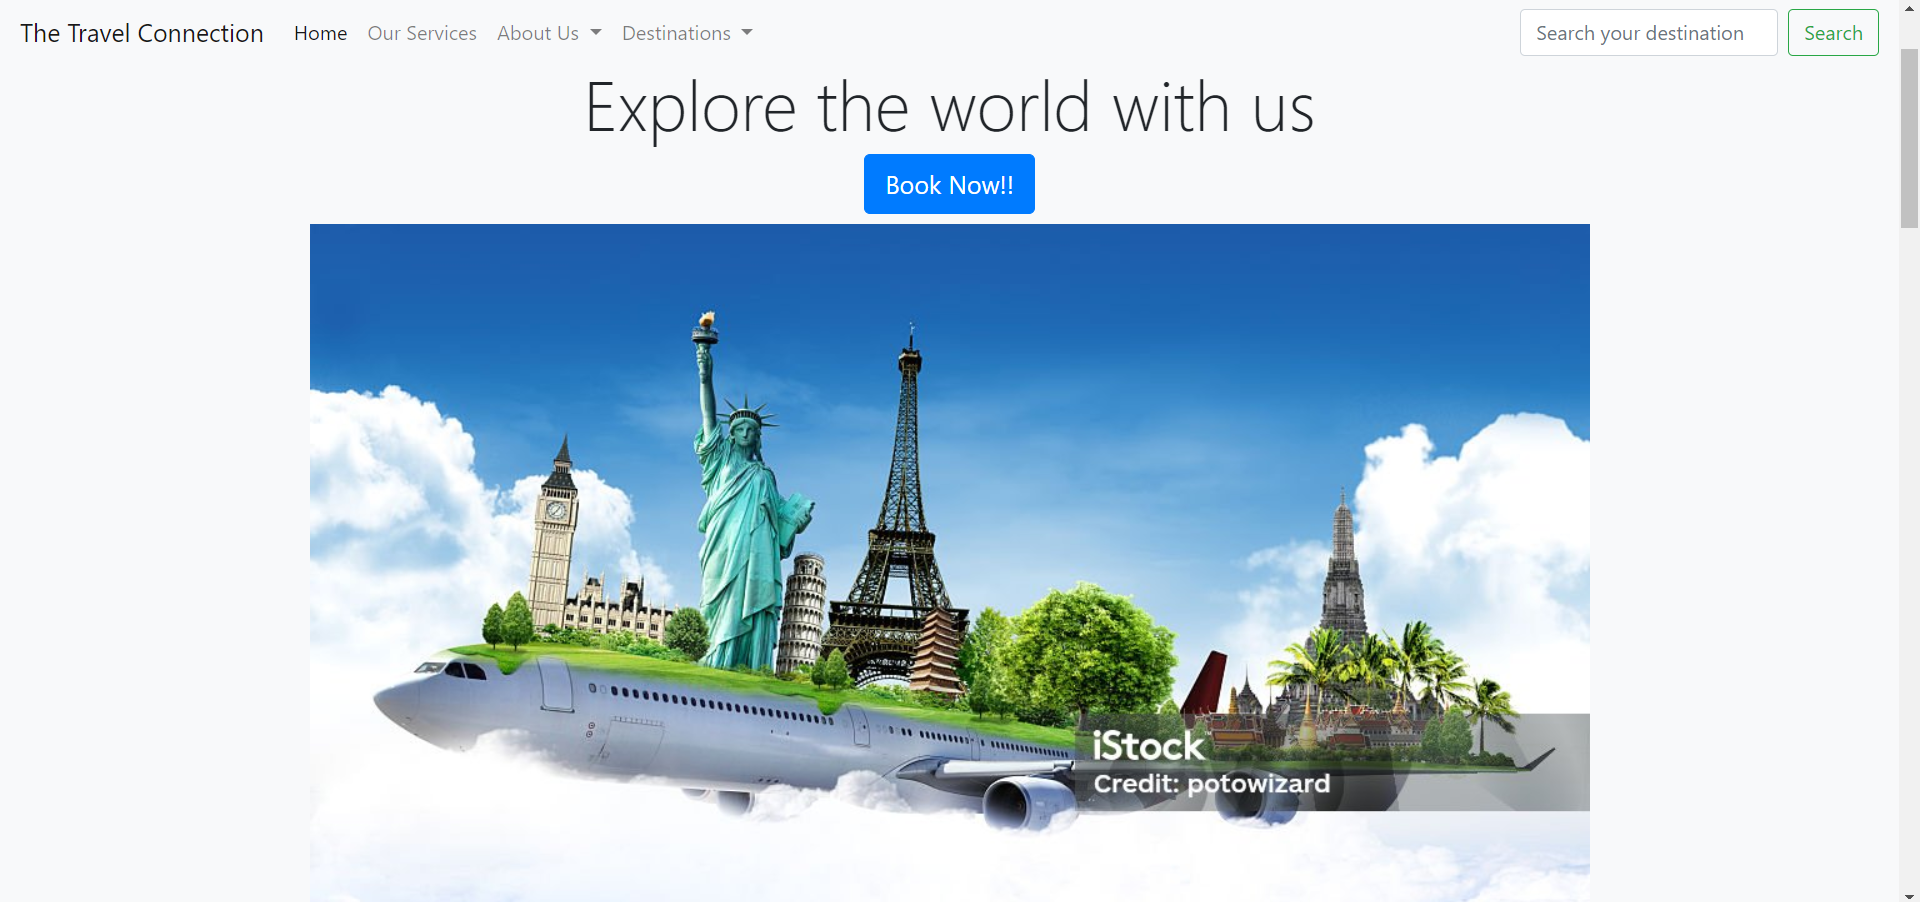 The Travel Connection
Home
Our Services
About Us
Destinations
Search your destination
Search
Explore the world with us
Book Now!!
iStock
Credit: potowizard